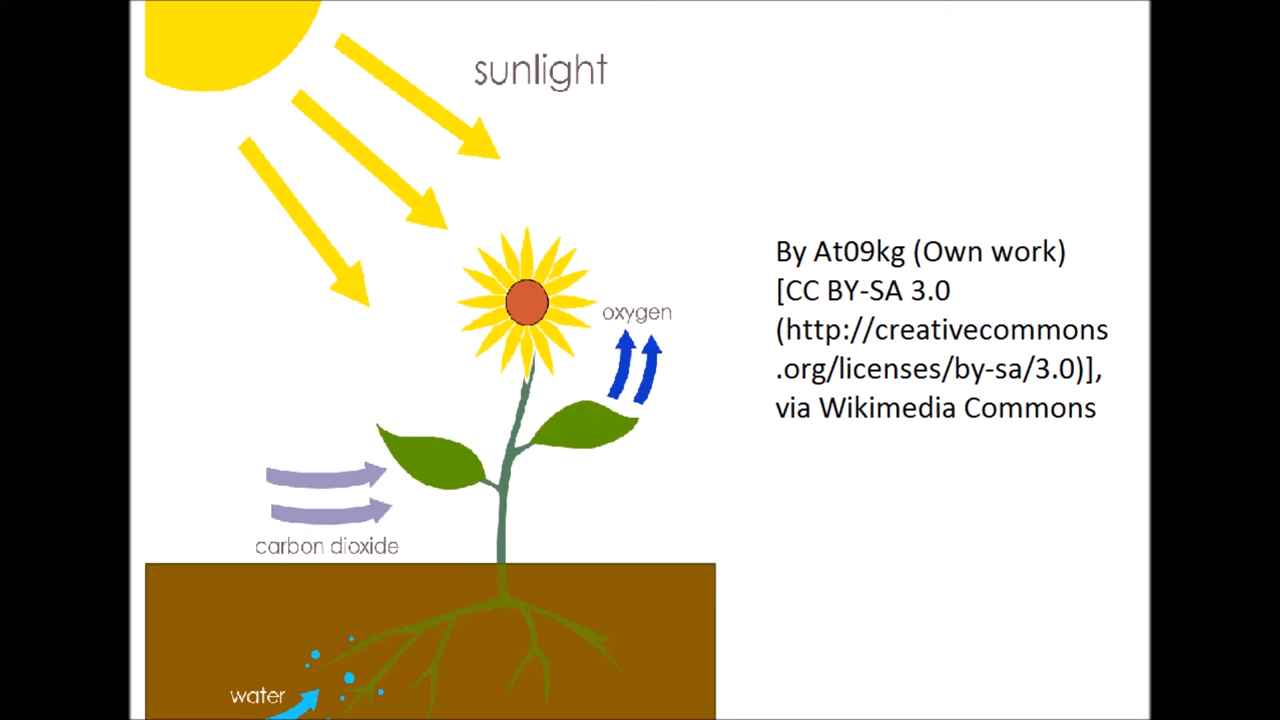 sunlight
By At09kg (Own work)
[CC BY-SA 3.0
(http://creativecommons
.org/licenses/by-sa/3.0)],
via Wikimedia Commons
oxygen
carbon dioxide
water